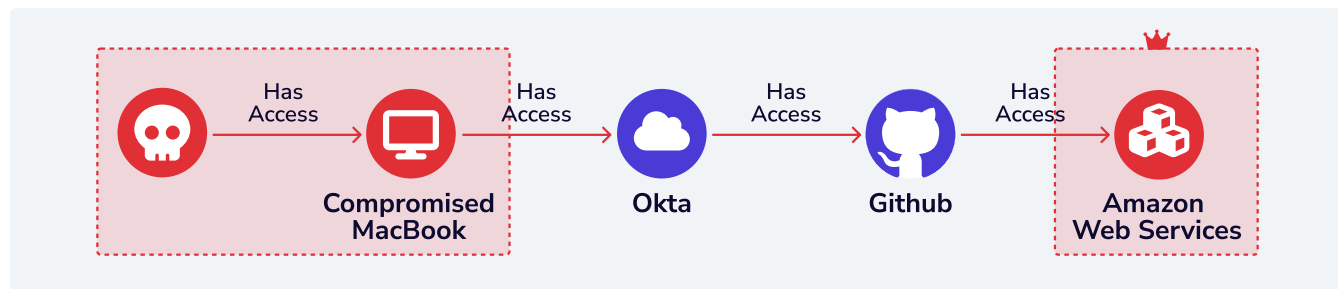 Has
Access
Has
Access
Has
Access
Has
Access
Compromised
MacBook
Okta
Github
Amazon
Web Services